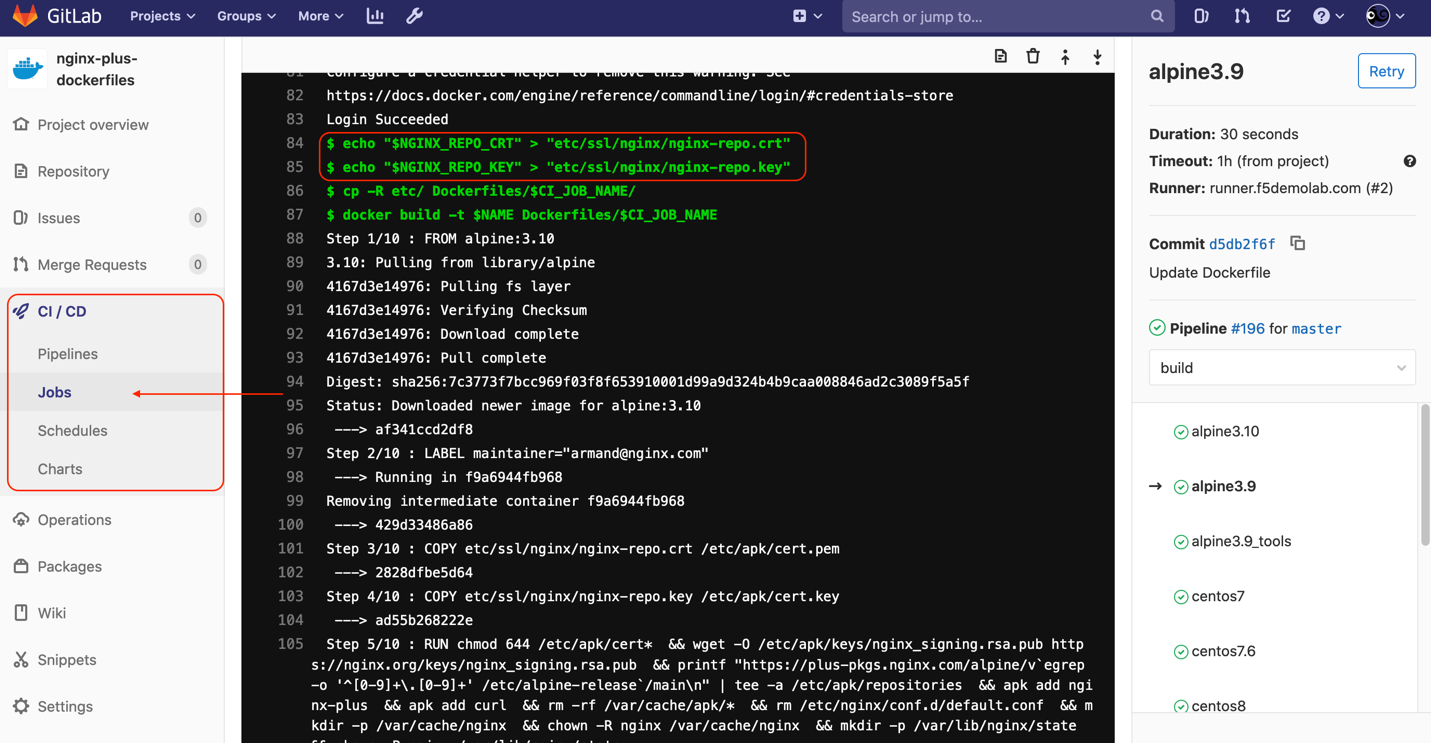 GitLab Projects Groups More Search or jump to...
nginx-plus-
dockerfiles
Project overview
Repository
Issues 0
Merge Requests 0
CI / CD
Pipelines
Jobs
Schedules
Charts
Operations
Packages
Wiki
Snippets
Settings
82 https://docs.docker.com/engine/reference/commandline/login/#credentials-store
83 Login Succeeded
84 $ echo "$NGINX_REPO_CRT" > "etc/ssl/nginx/nginx-repo.crt"
85 $ echo "$NGINX_REPO_KEY" > "etc/ssl/nginx/nginx-repo.key"
86 $ cp -R etc/ Dockerfiles/$CI_JOB_NAME/
87 $ docker build -t $NAME Dockerfiles/$CI_JOB_NAME
88 Step 1/10 : FROM alpine:3.10
89 3.10: Pulling from library/alpine
90 4167d3e14976: Pulling fs layer
91 4167d3e14976: Verifying Checksum
92 4167d3e14976: Download complete
93 4167d3e14976: Pull complete
94 Digest: sha256:7c3773f7bcc969f03f8f653910001d99a9d324b4b9caa008846ad2c3089f5a5f
95 Status: Downloaded newer image for alpine:3.10
96 ---> af341ccd2df8
97 Step 2/10 : LABEL maintainer="armand@nginx.com"
98 ---> Running in f9a6944fb968
99 Removing intermediate container f9a6944fb968
100 ---> 429d33486a86
101 Step 3/10 : COPY etc/ssl/nginx/nginx-repo.crt /etc/apk/cert.pem
102 ---> 2828dfbe5d64
103 Step 4/10 : COPY etc/ssl/nginx/nginx-repo.key /etc/apk/cert.key
104 ---> ad55b268222e
105 Step 5/10 : RUN chmod 644 /etc/apk/cert* && wget -O /etc/apk/keys/nginx_signing.rsa.pub http
s://nginx.org/keys/nginx_signing.rsa.pub && printf "https://plus-pkgs.nginx.com/alpine/v`egrep
-o '^[0-9]+\.[0-9]+' /etc/alpine-release`/main\n" | tee -a /etc/apk/repositories && apk add ngi
nx-plus && apk add curl && rm -rf /var/cache/apk/* && rm /etc/nginx/conf.d/default.conf && m
kdir -p /var/cache/nginx && chown -R nginx /var/cache/nginx && mkdir -p /var/lib/nginx/state
alpine3.9 Retry
Duration: 30 seconds
Timeout: 1h (from project)
Runner: runner.f5demolab.com (#2)
Commit d5db2f6f
Update Dockerfile
Pipeline #196 for master
build
alpine3.10
→ alpine3.9
alpine3.9_tools
centos7
centos7.6
centos8